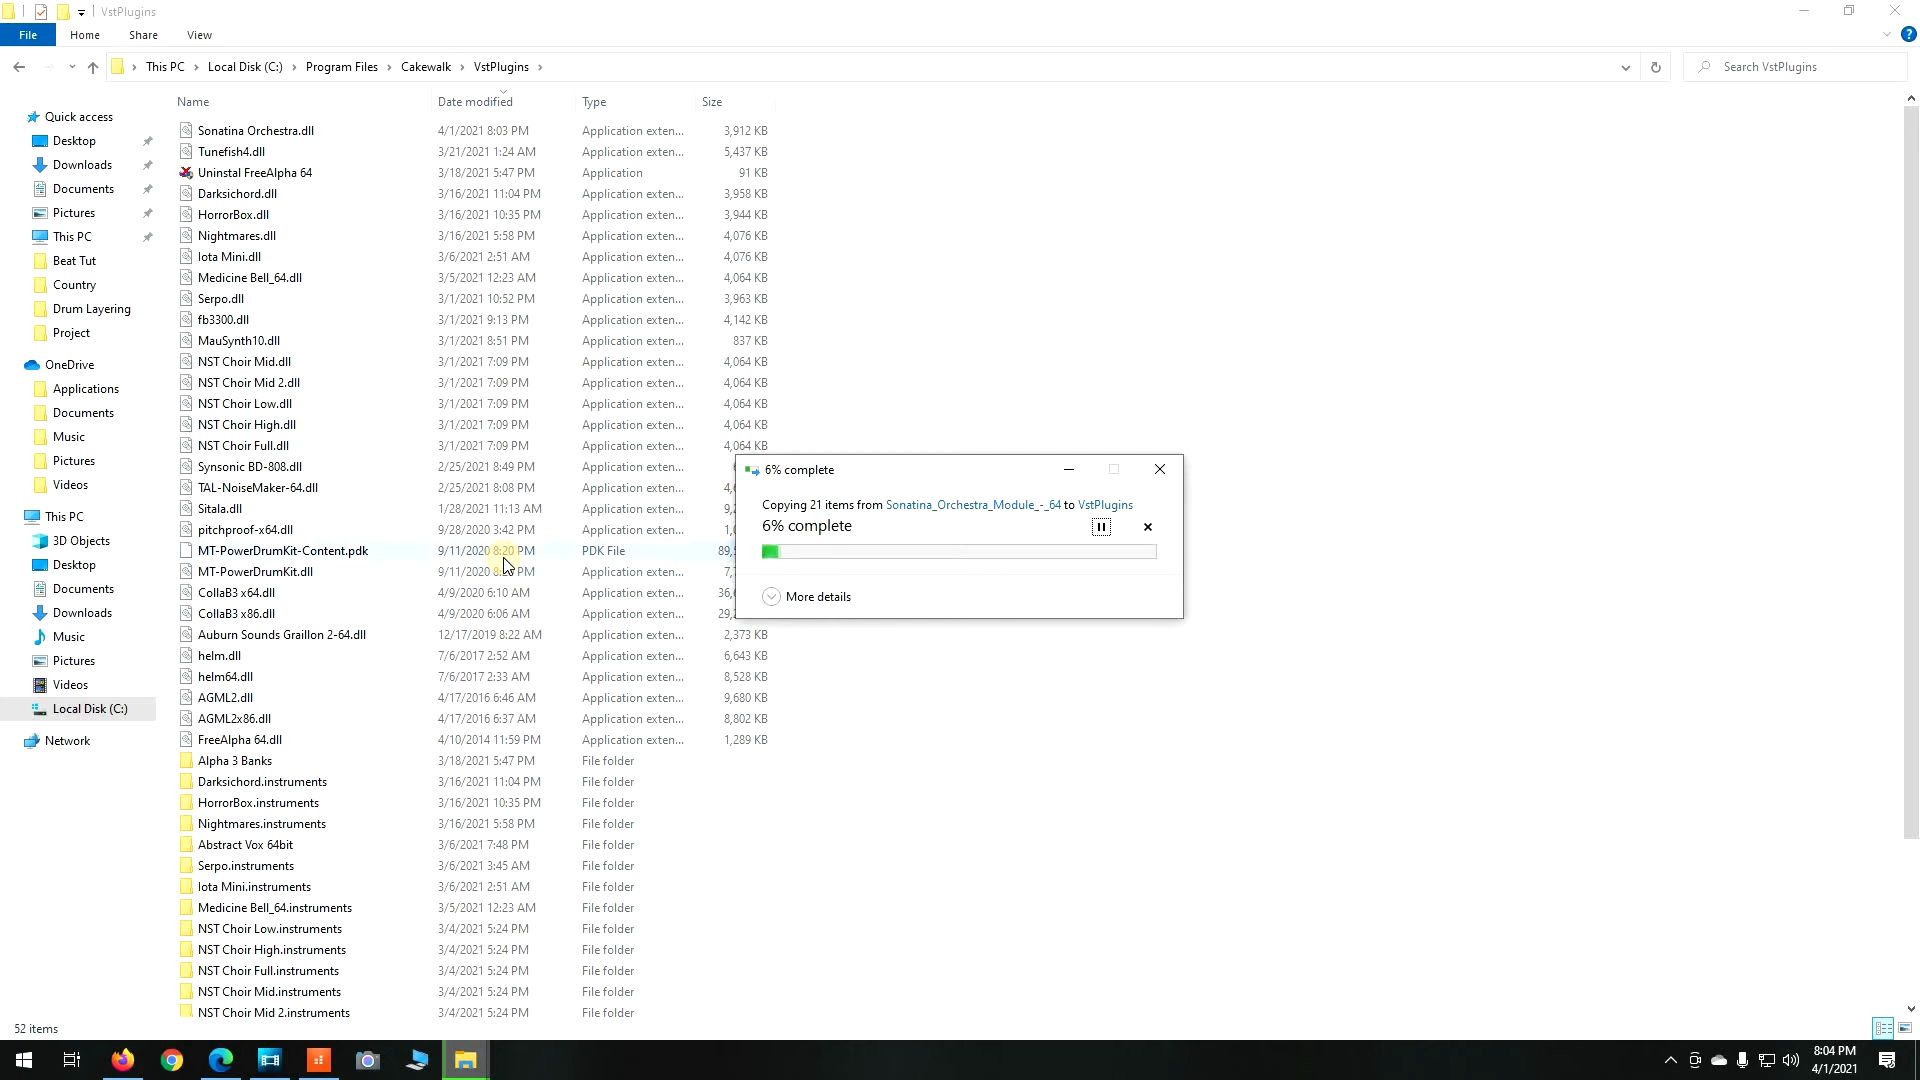 VstPlugins
File Home Share View
This PC Local Disk (C:) Program Files Cakewalk VstPlugins Search VstPlugins
Name Date modified Type Size
Quick access
Desktop
Downloads
Documents
Pictures
This PC
Beat Tut
Country
Drum Layering
Project
OneDrive
Applications
Documents
Music
Pictures
Videos
This PC
3D Objects
Desktop
Documents
Downloads
Music
Pictures
Videos
Local Disk (C:)
Network
Sonatina Orchestra.dll 4/1/2021 8:03 PM Application exten... 3,912 KB
Tunefish4.dll 3/21/2021 1:24 AM Application exten... 5,437 KB
Uninstal FreeAlpha 64 3/18/2021 5:47 PM Application 91 KB
Darksichord.dll 3/16/2021 11:04 PM Application exten... 3,958 KB
HorrorBox.dll 3/16/2021 10:35 PM Application exten... 3,944 KB
Nightmares.dll 3/16/2021 5:58 PM Application exten... 4,076 KB
Iota Mini.dll 3/6/2021 2:51 AM Application exten... 4,076 KB
Medicine Bell_64.dll 3/5/2021 12:23 AM Application exten... 4,064 KB
Serpo.dll 3/1/2021 10:52 PM Application exten... 3,963 KB
fb3300.dll 3/1/2021 9:13 PM Application exten... 4,142 KB
MauSynth10.dll 3/1/2021 8:51 PM Application exten... 837 KB
NST Choir Mid.dll 3/1/2021 7:09 PM Application exten... 4,064 KB
NST Choir Mid 2.dll 3/1/2021 7:09 PM Application exten... 4,064 KB
NST Choir Low.dll 3/1/2021 7:09 PM Application exten... 4,064 KB
NST Choir High.dll 3/1/2021 7:09 PM Application exten... 4,064 KB
NST Choir Full.dll 3/1/2021 7:09 PM Application exten... 4,064 KB
Synsonic BD-808.dll 2/25/2021 8:49 PM Application exten...
TAL-NoiseMaker-64.dll 2/25/2021 8:08 PM Application exten...
Sitala.dll 1/28/2021 11:13 AM Application exten...
pitchproof-x64.dll 9/28/2020 3:42 PM Application exten...
MT-PowerDrumKit-Content.pdk 9/11/2020 8:20 PM PDK File
MT-PowerDrumKit.dll 9/11/2020 PM Application exten...
CollaB3 x64.dll 4/9/2020 6:10 AM Application exten...
CollaB3 x86.dll 4/9/2020 6:06 AM Application exten...
Auburn Sounds Graillon 2-64.dll 12/17/2019 8:22 AM Application exten... 2,373 KB
helm.dll 7/6/2017 2:52 AM Application exten... 6,643 KB
helm64.dll 7/6/2017 2:33 AM Application exten... 8,528 KB
AGML2.dll 4/17/2016 6:46 AM Application exten... 9,680 KB
AGML2x86.dll 4/17/2016 6:37 AM Application exten... 8,802 KB
FreeAlpha 64.dll 4/10/2014 11:59 PM Application exten... 1,289 KB
Alpha 3 Banks 3/18/2021 5:47 PM File folder
Darksichord.instruments 3/16/2021 11:04 PM File folder
HorrorBox.instruments 3/16/2021 10:35 PM File folder
Nightmares.instruments 3/16/2021 5:58 PM File folder
Abstract Vox 64bit 3/6/2021 7:48 PM File folder
Serpo.instruments 3/6/2021 3:45 AM File folder
Iota Mini.instruments 3/6/2021 2:51 AM File folder
Medicine Bell_64.instruments 3/5/2021 12:23 AM File folder
NST Choir Low.instruments 3/4/2021 5:24 PM File folder
NST Choir High.instruments 3/4/2021 5:24 PM File folder
NST Choir Full.instruments 3/4/2021 5:24 PM File folder
NST Choir Mid.instruments 3/4/2021 5:24 PM File folder
NST Choir Mid 2.instruments 3/4/2021 5:24 PM File folder
6% complete
Copying 21 items from Sonatina_Orchestra_Module_-_64 to VstPlugins
6% complete
More details
52 items
8:04 PM
4/1/2021